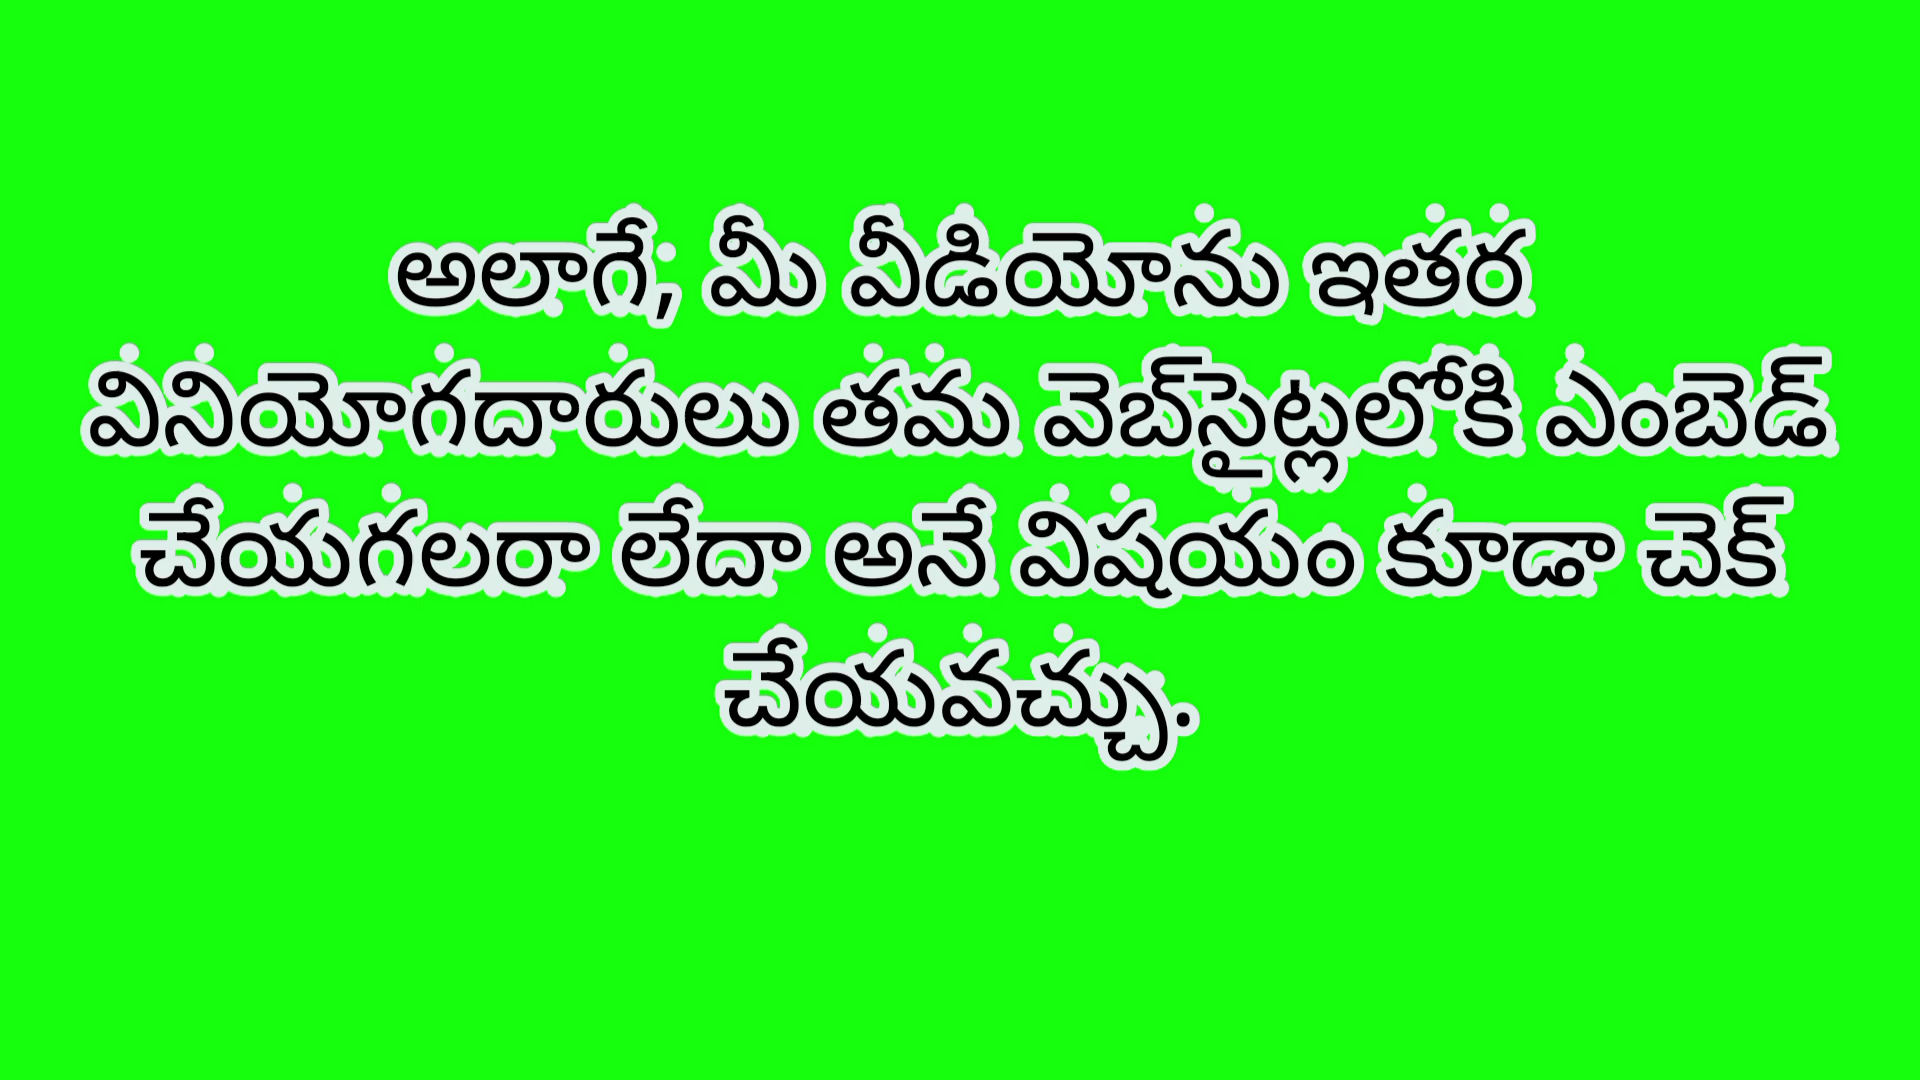 అలాగే, మీ వీడియోను ఇతర
వినియోగదారులు తమ వెబ్‌సైట్లలోకి ఎంబెడ్
చేయగలరా లేదా అనే విషయం కూడా చెక్
చేయవచ్చు.